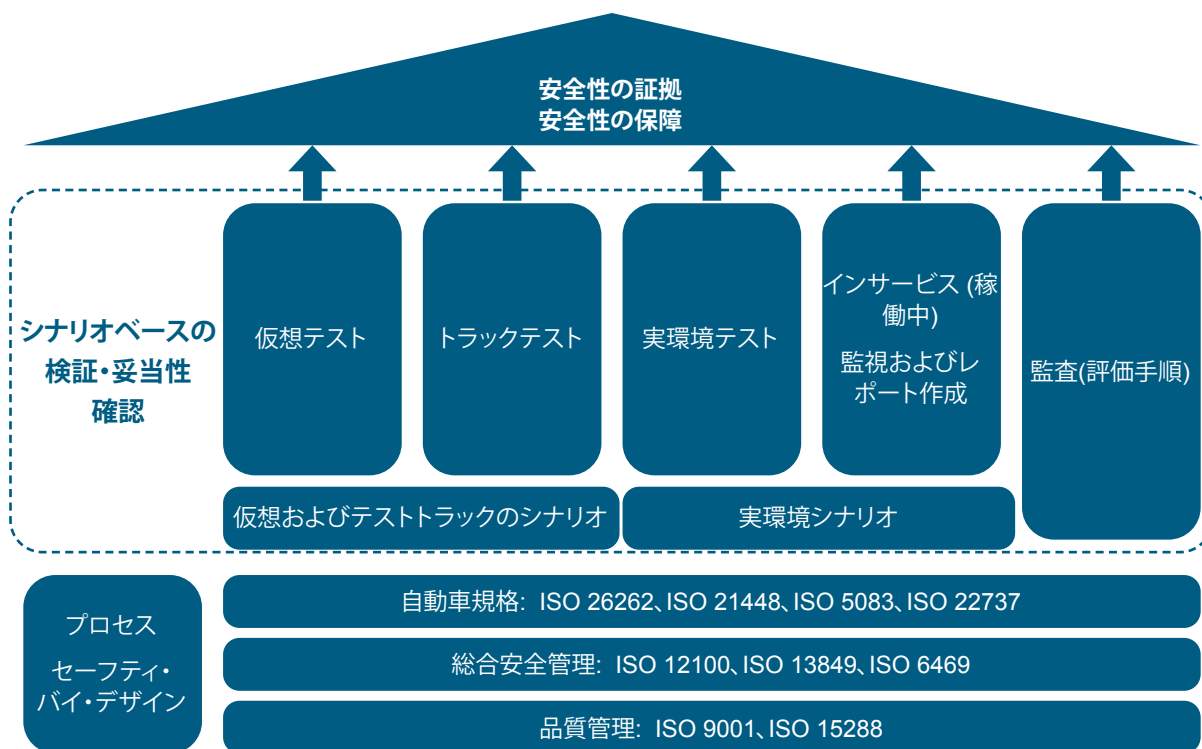 安全性の証拠
安全性の保障
シナリオベースの
検証・妥当性
確認
仮想テスト
トラックテスト
実環境テスト
インサービス (稼
働中)
監視およびレ
ポート作成
監査(評価手順)
仮想およびテストトラックのシナリオ
実環境シナリオ
プロセス
セーフティ・
バイ・デザイン
自動車規格: ISO 26262、ISO 21448、ISO 5083、ISO 22737
総合安全管理: ISO 12100、ISO 13849、ISO 6469
品質管理: ISO 9001、ISO 15288